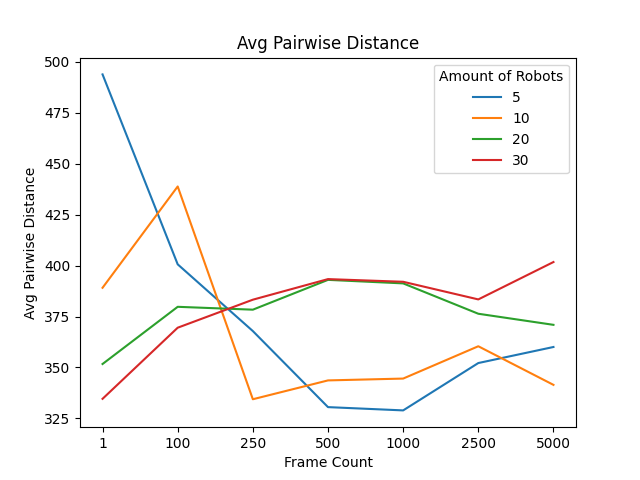 Avg Pairwise Distance
Amount of Robots
5
10
20
30
Avg Pairwise Distance
500
475
450
425
400
375
350
325
1 100 250 500 1000 2500 5000
Frame Count